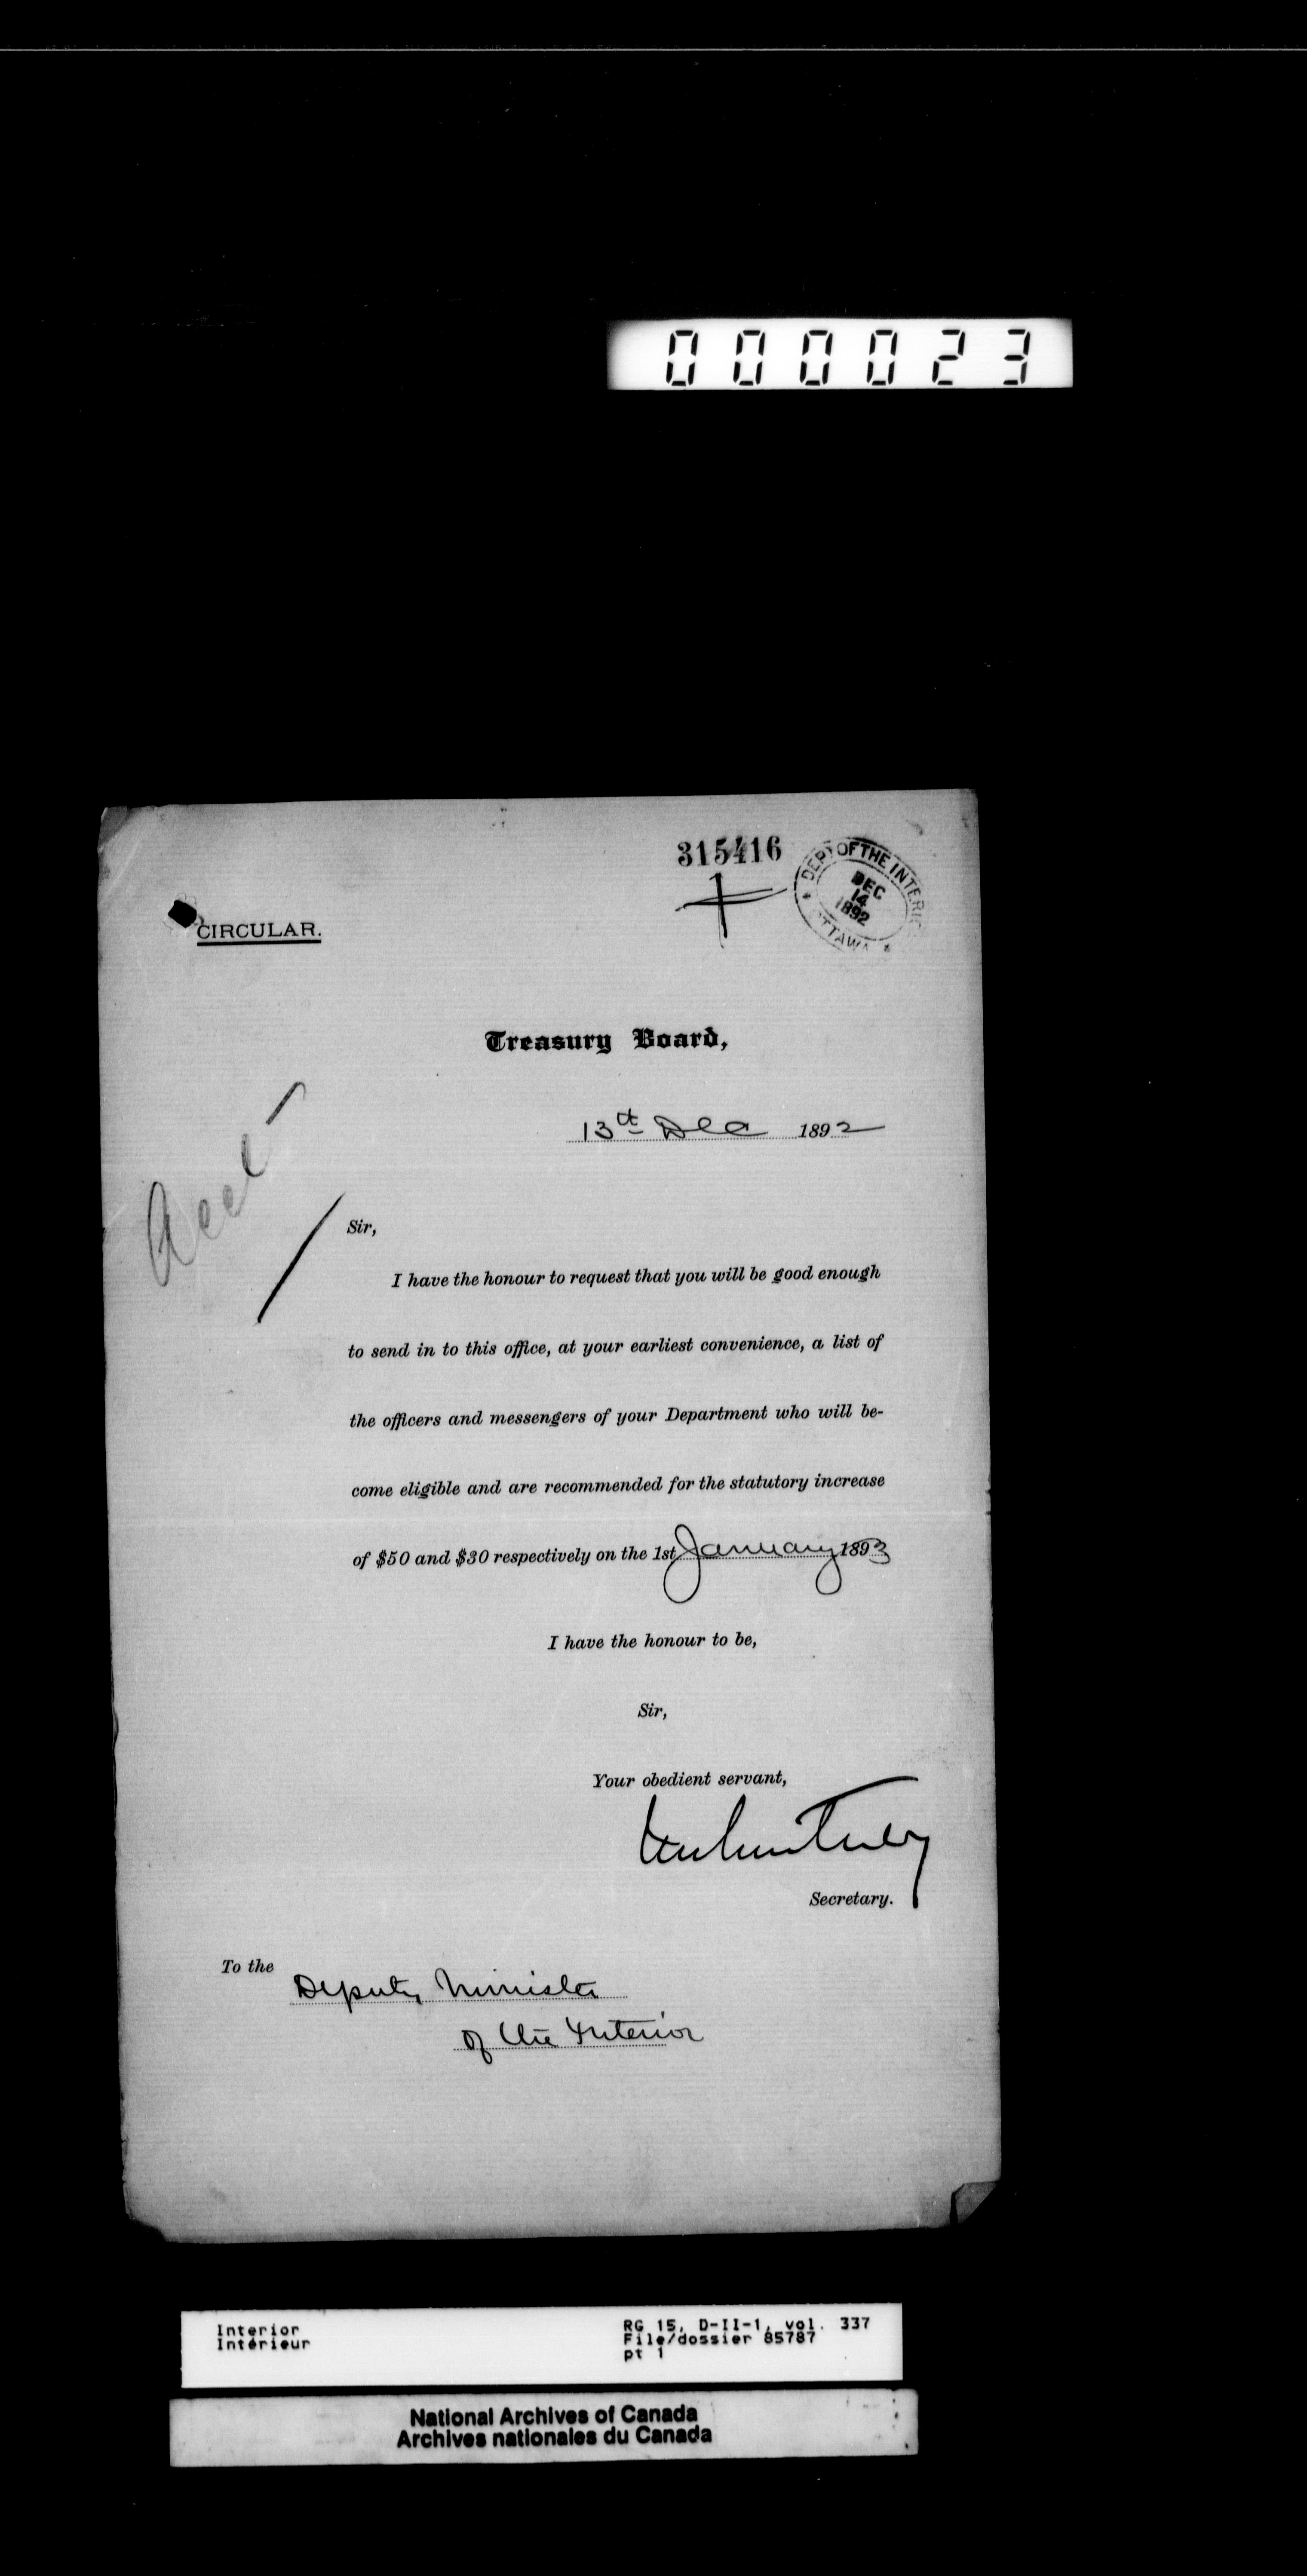 000023
315416
DEPT OF THE INTERIOR
DEC
14
1892
OTTAWA
CIRCULAR.
Treasury Board,
13th Dec 1892
Sir,
I have the honour to request that you will be good enough
to send in to this office, at your earliest convenience, a list of
the officers and messengers of your Department who will be-
come eligible and are recommended for the statutory increase
of $50 and $30 respectively on the 1st January 1893
I have the honour to be,
Sir,
Your obedient servant,
Secretary.
To the
Deputy Minister
of the Interior
Interior
Intérieur
RG 15, D-II-1, vol. 337
File/dossier 85787
pt 1
National Archives of Canada
Archives nationales du Canada